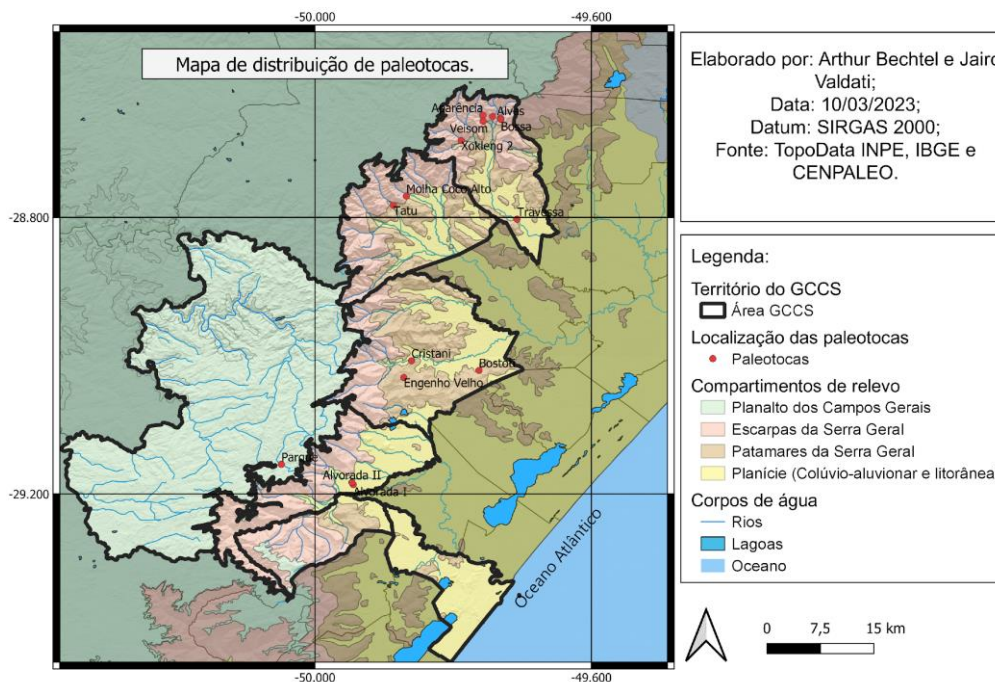 -50.000
-49.600
Mapa de distribuição de paleotocas.
Alves
Veisom
Bossa
Xokleng 2
Molha Coco Alto
Tatu
Travessa
-28.800
Cristani
Engenho Velho
Parque
Alvorada II
Alvorada I
-29.200
Oceano Atlântico
-50.000
-49.600
Elaborado por: Arthur Bechtel e Jairo
Valdati;
Data: 10/03/2023;
Datum: SIRGAS 2000;
Fonte: TopoData INPE, IBGE e
CENPALEO.
Legenda:
Território do GCCS
Área GCCS
Localização das paleotocas
Paleotocas
Compartimentos de relevo
Planalto dos Campos Gerais
Escarpas da Serra Geral
Patamares da Serra Geral
Planície (Colúvio-aluvionar e litorânea
Corpos de água
Rios
Lagoas
Oceano
0 7,5 15 km